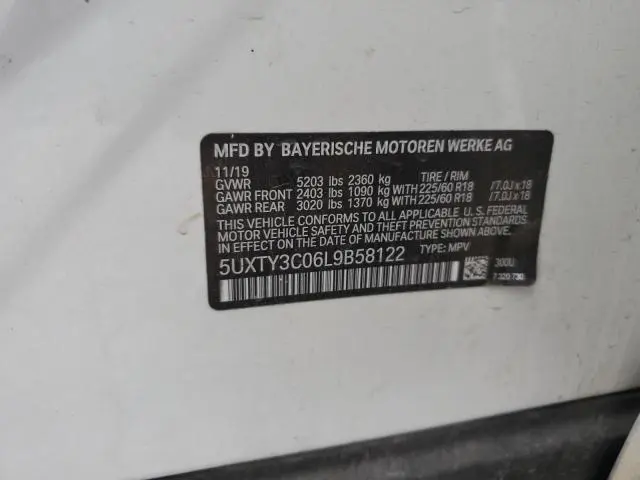 MFD BY BAYERISCHE MOTOREN WERKE AG
11/19 TIRE / RIM
GVWR 5203 lbs 2360 kg
GAWR FRONT 2403 lbs 1090 kg WITH 225/60 R18 /7.0J x 18
GAWR REAR 3020 lbs 1370 kg WITH 225/60 R18 /7.0J x 18
THIS VEHICLE CONFORMS TO ALL APPLICABLE U.S. FEDERAL
MOTOR VEHICLE SAFETY AND THEFT PREVENTION STANDARDS
IN EFFECT ON THE DATE OF MANUFACTURE SHOWN ABOVE.
5UXTY3C06L9B58122 TYPE: MPV
300U
7 320 730